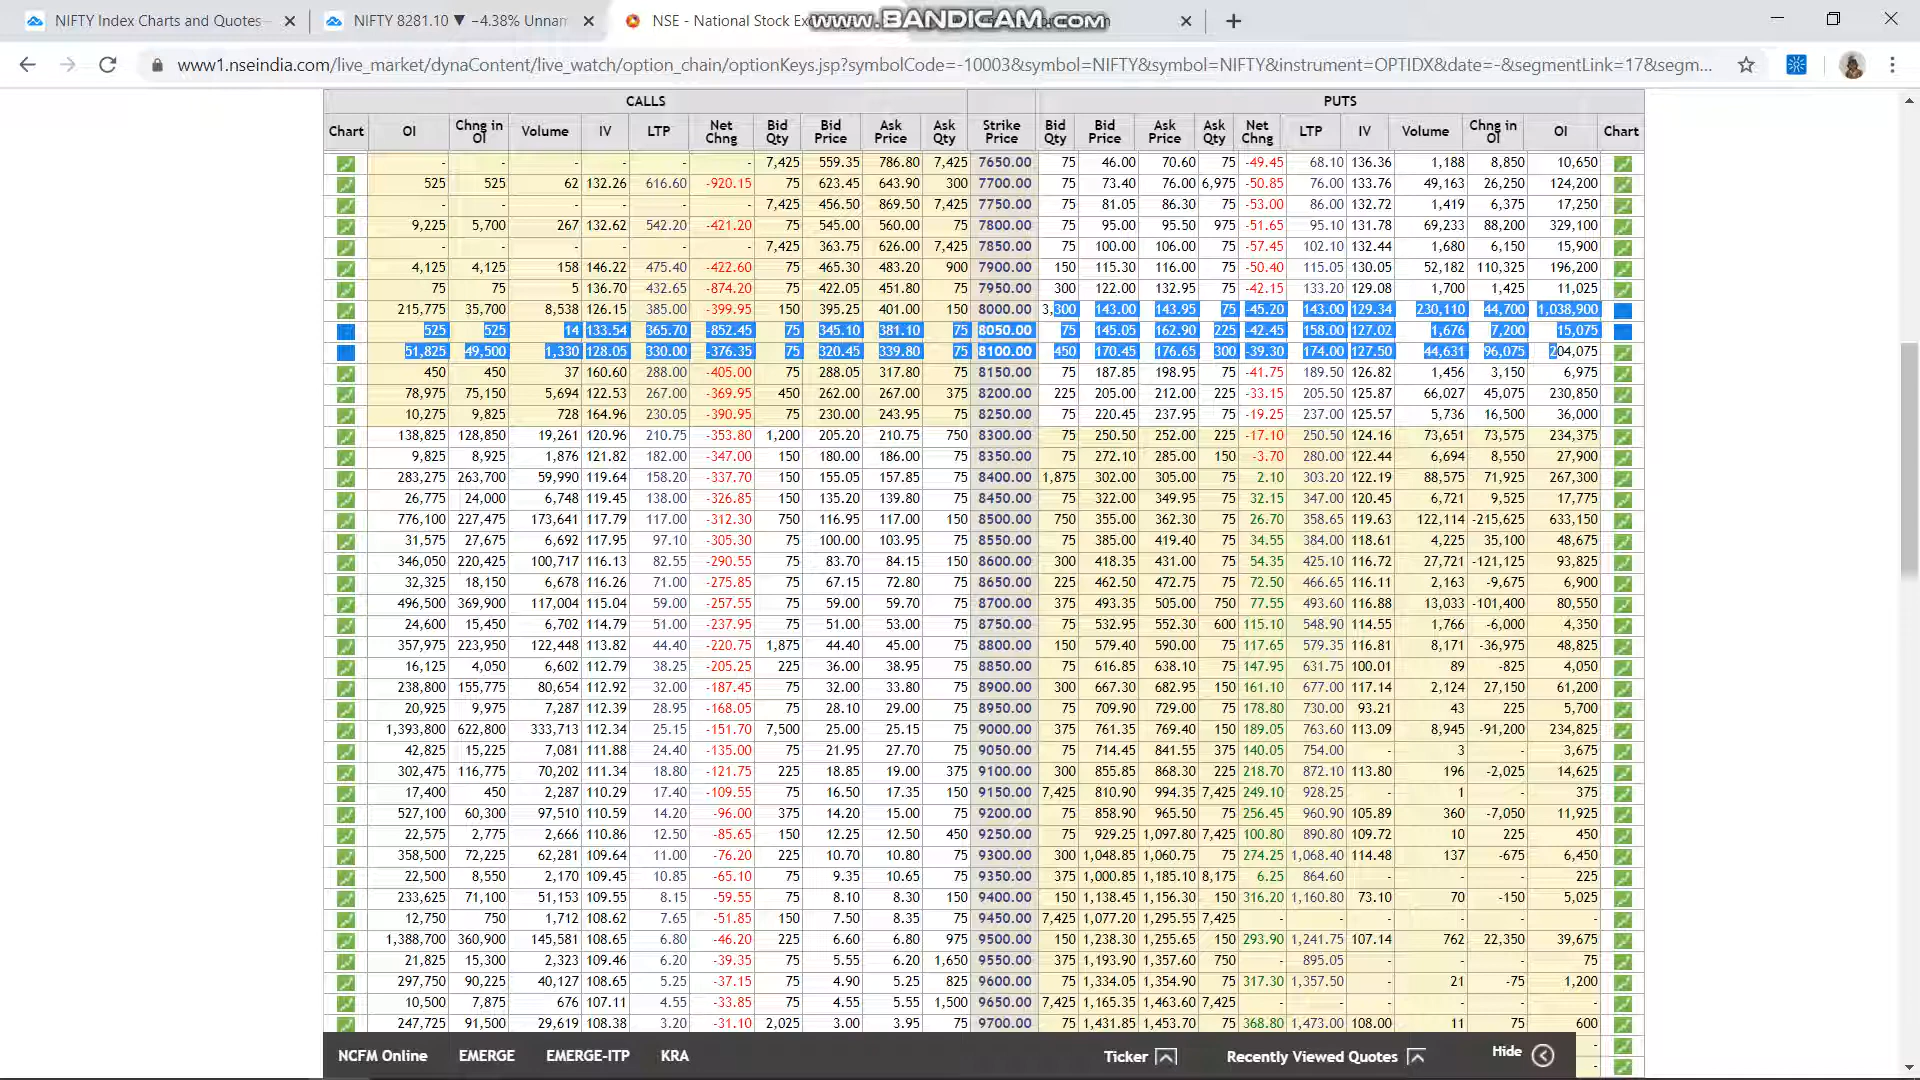 NIFTY Index Charts and Quotes
NIFTY 8281.10 ▼ −4.38% Unnam
NSE - National Stock Ex
www.BANDICAM.com
www1.nseindia.com/live_market/dynaContent/live_watch/option_chain/optionKeys.jsp?symbolCode=-10003&symbol=NIFTY&symbol=NIFTY&instrument=OPTIDX&date=-&segmentLink=17&segm...
CALLS PUTS
Chart OI Chng in OI Volume IV LTP Net Chng Bid Qty Bid Price Ask Price Ask Qty Strike Price Bid Qty Bid Price Ask Price Ask Qty Net Chng LTP IV Volume Chng in OI OI Chart
- - - - - - 7,425 559.35 786.80 7,425 7650.00 75 46.00 70.60 75 -49.45 68.10 136.36 1,188 8,850 10,650
525 525 62 132.26 616.60 -920.15 75 623.45 643.90 300 7700.00 75 73.40 76.00 6,975 -50.85 76.00 133.76 49,163 26,250 124,200
- - - - - - 7,425 456.50 869.50 7,425 7750.00 75 81.05 86.30 75 -53.00 86.00 132.72 1,419 6,375 17,250
9,225 5,700 267 132.62 542.20 -421.20 75 545.00 560.00 75 7800.00 75 95.00 95.50 975 -51.65 95.10 131.78 69,233 88,200 329,100
- - - - - - 7,425 363.75 626.00 7,425 7850.00 75 100.00 106.00 75 -57.45 102.10 132.44 1,680 6,150 15,900
4,125 4,125 158 146.22 475.40 -422.60 75 465.30 483.20 900 7900.00 150 115.30 116.00 75 -50.40 115.05 130.05 52,182 110,325 196,200
75 75 5 136.70 432.65 -874.20 75 422.05 451.80 75 7950.00 300 122.00 132.95 75 -42.15 133.20 129.08 1,700 1,425 11,025
215,775 35,700 8,538 126.15 385.00 -399.95 150 395.25 401.00 150 8000.00 3,300 143.00 143.95 75 -45.20 143.00 129.34 230,110 44,700 1,038,900
525 525 14 133.54 365.70 -852.45 75 345.10 381.10 75 8050.00 75 145.05 162.90 225 -42.45 158.00 127.02 1,676 7,200 15,075
51,825 49,500 1,330 128.05 330.00 -376.35 75 320.45 339.80 75 8100.00 450 170.45 176.65 300 -39.30 174.00 127.50 44,631 96,075 204,075
450 450 37 160.60 288.00 -405.00 75 288.05 317.80 75 8150.00 75 187.85 198.95 75 -41.75 189.50 126.82 1,456 3,150 6,975
78,975 75,150 5,694 122.53 267.00 -369.95 450 262.00 267.00 375 8200.00 225 205.00 212.00 225 -33.15 205.50 125.87 66,027 45,075 230,850
10,275 9,825 728 164.96 230.05 -390.95 75 230.00 243.95 75 8250.00 75 220.45 237.95 75 -19.25 237.00 125.57 5,736 16,500 36,000
138,825 128,850 19,261 120.96 210.75 -353.80 1,200 205.20 210.75 750 8300.00 75 250.50 252.00 225 -17.10 250.50 124.16 73,651 73,575 234,375
9,825 8,925 1,876 121.82 182.00 -347.00 150 180.00 186.00 75 8350.00 75 272.10 285.00 150 -3.70 280.00 122.44 6,694 8,550 27,900
283,275 263,700 59,990 119.64 158.20 -337.70 150 155.05 157.85 75 8400.00 1,875 302.00 305.00 75 2.10 303.20 122.19 88,575 71,925 267,300
26,775 24,000 6,748 119.45 138.00 -326.85 150 135.20 139.80 75 8450.00 75 322.00 349.95 75 32.15 347.00 120.45 6,721 9,525 17,775
776,100 227,475 173,641 117.79 117.00 -312.30 750 116.95 117.00 150 8500.00 750 355.00 362.30 75 26.70 358.65 119.63 122,114 -215,625 633,150
31,575 27,675 6,692 117.95 97.10 -305.30 75 100.00 103.95 75 8550.00 75 385.00 419.40 75 34.55 384.00 118.61 4,225 35,100 48,675
346,050 220,425 100,717 116.13 82.55 -290.55 75 83.70 84.15 150 8600.00 300 418.35 431.00 75 54.35 425.10 116.72 27,721 -121,125 93,825
32,325 18,150 6,678 116.26 71.00 -275.85 75 67.15 72.80 75 8650.00 225 462.50 472.75 75 72.50 466.65 116.11 2,163 -9,675 6,900
496,500 369,900 117,004 115.04 59.00 -257.55 75 59.00 59.70 75 8700.00 375 493.35 505.00 750 77.55 493.60 116.88 13,033 -101,400 80,550
24,600 15,450 6,702 114.79 51.00 -237.95 75 51.00 53.00 75 8750.00 75 532.95 552.30 600 115.10 548.90 114.55 1,766 -6,000 4,350
357,975 223,950 122,448 113.82 44.40 -220.75 1,875 44.40 45.00 75 8800.00 150 579.40 590.00 75 117.65 579.35 116.81 8,171 -36,975 48,825
16,125 4,050 6,602 112.79 38.25 -205.25 225 36.00 38.95 75 8850.00 75 616.85 638.10 75 147.95 631.75 100.01 89 -825 4,050
238,800 155,775 80,654 112.92 32.00 -187.45 75 32.00 33.80 75 8900.00 300 667.30 682.95 150 161.10 677.00 117.14 2,124 27,150 61,200
20,925 9,975 7,287 112.39 28.95 -168.05 75 28.10 29.00 75 8950.00 75 709.90 729.00 75 178.80 730.00 93.21 43 225 5,700
1,393,800 622,800 333,713 112.34 25.15 -151.70 7,500 25.00 25.15 75 9000.00 375 761.35 769.40 150 189.05 763.60 113.09 8,945 -91,200 234,825
42,825 15,225 7,081 111.88 24.40 -135.00 75 21.95 27.70 75 9050.00 75 714.45 841.55 375 140.05 754.00 - 3 - 3,675
302,475 116,775 70,202 111.34 18.80 -121.75 225 18.85 19.00 375 9100.00 300 855.85 868.30 225 218.70 872.10 113.80 196 -2,025 14,625
17,400 450 2,287 110.29 17.40 -109.55 75 16.50 17.35 150 9150.00 7,425 810.90 994.35 7,425 249.10 928.25 - 1 - 375
527,100 60,300 97,510 110.59 14.20 -96.00 375 14.20 15.00 75 9200.00 75 858.90 965.50 75 256.45 960.90 105.89 360 -7,050 11,925
22,575 2,775 2,666 110.86 12.50 -85.65 150 12.25 12.50 450 9250.00 75 929.25 1,097.80 7,425 100.80 890.80 109.72 10 225 450
358,500 72,225 62,281 109.64 11.00 -76.20 225 10.70 10.80 75 9300.00 300 1,048.85 1,060.75 75 274.25 1,068.40 114.48 137 -675 6,450
22,500 8,550 2,170 109.45 10.85 -65.10 75 9.35 10.65 75 9350.00 375 1,000.85 1,185.10 8,175 6.25 864.60 - - - 225
233,625 71,100 51,153 109.55 8.15 -59.55 75 8.10 8.30 150 9400.00 150 1,138.45 1,156.30 150 316.20 1,160.80 73.10 70 -150 5,025
12,750 750 1,712 108.62 7.65 -51.85 150 7.50 8.35 75 9450.00 7,425 1,077.20 1,295.55 7,425 - - - - - -
1,388,700 360,900 145,581 108.65 6.80 -46.20 225 6.60 6.80 975 9500.00 150 1,238.30 1,255.65 150 293.90 1,241.75 107.14 762 22,350 39,675
21,825 15,300 2,323 109.46 6.20 -39.35 75 5.55 6.20 1,650 9550.00 375 1,193.90 1,357.60 750 - 895.05 - - - 75
297,750 90,225 40,127 108.65 5.25 -37.15 75 4.90 5.25 825 9600.00 75 1,334.05 1,354.90 75 317.30 1,357.50 - 21 -75 1,200
10,500 7,875 676 107.11 4.55 -33.85 75 4.55 5.55 1,500 9650.00 7,425 1,165.35 1,463.60 7,425 - - - - - -
247,725 91,500 29,619 108.38 3.20 -31.10 2,025 3.00 3.95 75 9700.00 75 1,431.85 1,453.70 75 368.80 1,473.00 108.00 11 75 600
NCFM Online EMERGE EMERGE-ITP KRA Ticker Recently Viewed Quotes Hide